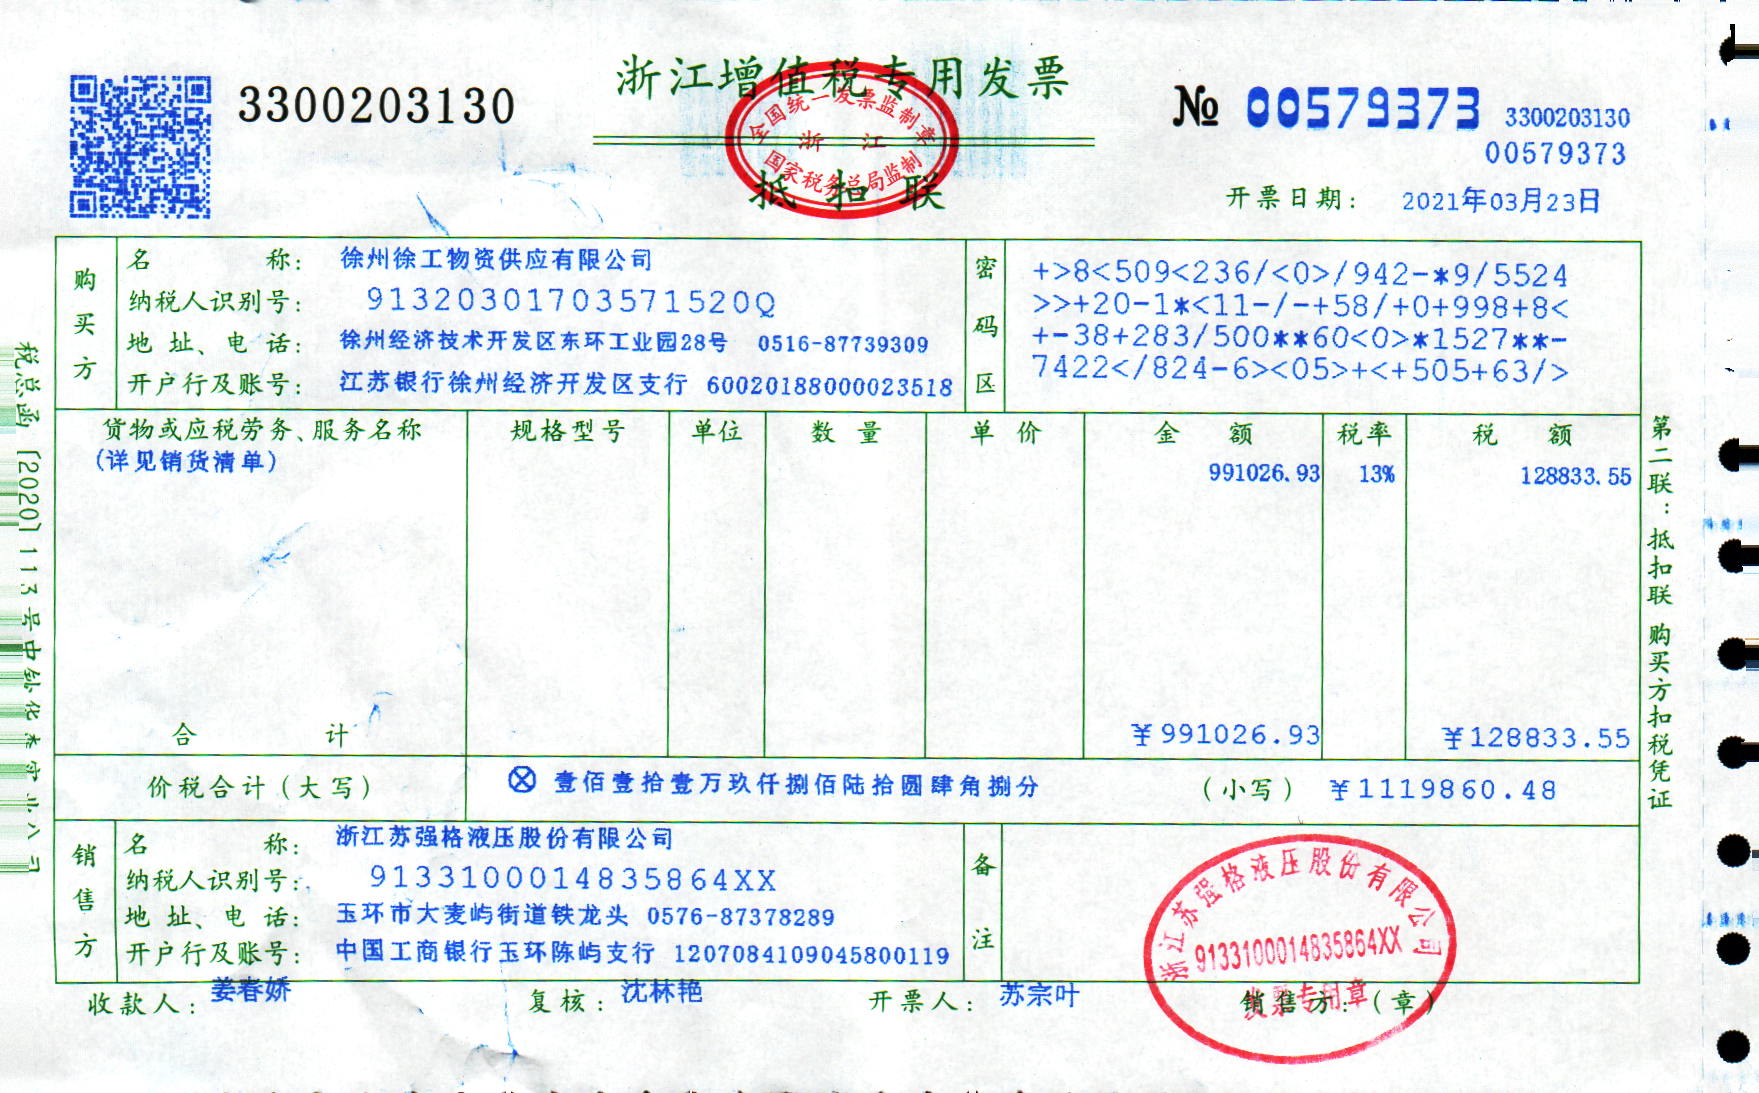 浙江增值税专用发票
3300203130
№ 00579373
3300203130
00579373
全国统一发票监制章
浙 江
国家税务总局监制
抵扣联
开票日期： 2021年03月23日
购买方
名 称： 徐州徐工物资供应有限公司
纳税人识别号： 91320301703571520Q
地 址、电 话： 徐州经济技术开发区东环工业园28号 0516-87739309
开户行及账号： 江苏银行徐州经济开发区支行 60020188000023518
密码区
+>8<509<236/<0>/942-*9/5524
>>+20-1*<11-/-+58/+0+998+8<
+-38+283/500**60<0>*1527**-
7422</824-6><05>+<+505+63/>
货物或应税劳务、服务名称 规格型号 单位 数 量 单 价 金 额 税率 税 额
(详见销货清单) 991026.93 13% 128833.55
合 计 ￥991026.93 ￥128833.55
价税合计（大写） ⊗ 壹佰壹拾壹万玖仟捌佰陆拾圆肆角捌分 （小写） ￥1119860.48
销售方
名 称： 浙江苏强格液压股份有限公司
纳税人识别号： 9133100014835864XX
地 址、电 话： 玉环市大麦屿街道铁龙头 0576-87378289
开户行及账号： 中国工商银行玉环陈屿支行 1207084109045800119
备注
浙江苏强格液压股份有限公司
9133100014835864XX
发票专用章
收款人： 姜春娇 复核： 沈林艳 开票人： 苏宗叶 销售方：（章）
第二联：抵扣联 购买方扣税凭证
税总函〔2020〕113号中钞华